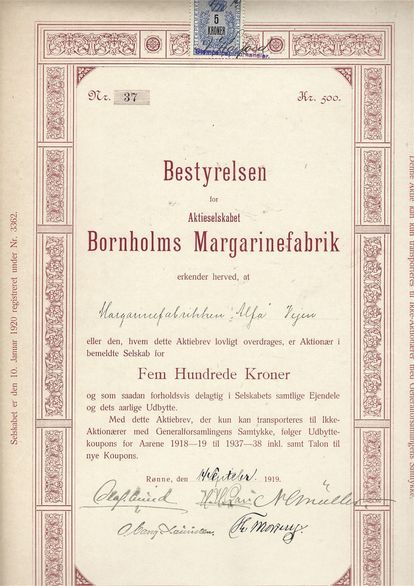 5
KRONER
Nr. 37
Kr. 500.
Bestyrelsen
for
Aktieselskabet
Bornholms Margarinefabrik
erkender herved, at
Margarinefabrikken "Alfa" Vejen
eller den, hvem dette Aktiebrev lovligt overdrages, er Aktionær i
bemeldte Selskab for
Fem Hundrede Kroner
og som saadan forholdsvis delagtig i Selskabets samtlige Ejendele
og dets aarlige Udbytte.
Med dette Aktiebrev, der kun kan transporteres til Ikke-
Aktionærer med Generalforsamlingens Samtykke, følger Udbytte-
koupons for Aarene 1918—19 til 1937-38 inkl. samt Talon til
nye Koupons.
Rønne, den 1919.
Selskabet er den 10. Januar 1920 registreret under Nr. 3362.
Denne Aktie kan kun transporteres til Ikke-Aktionærer med Generalforsamlingens Samtykke.